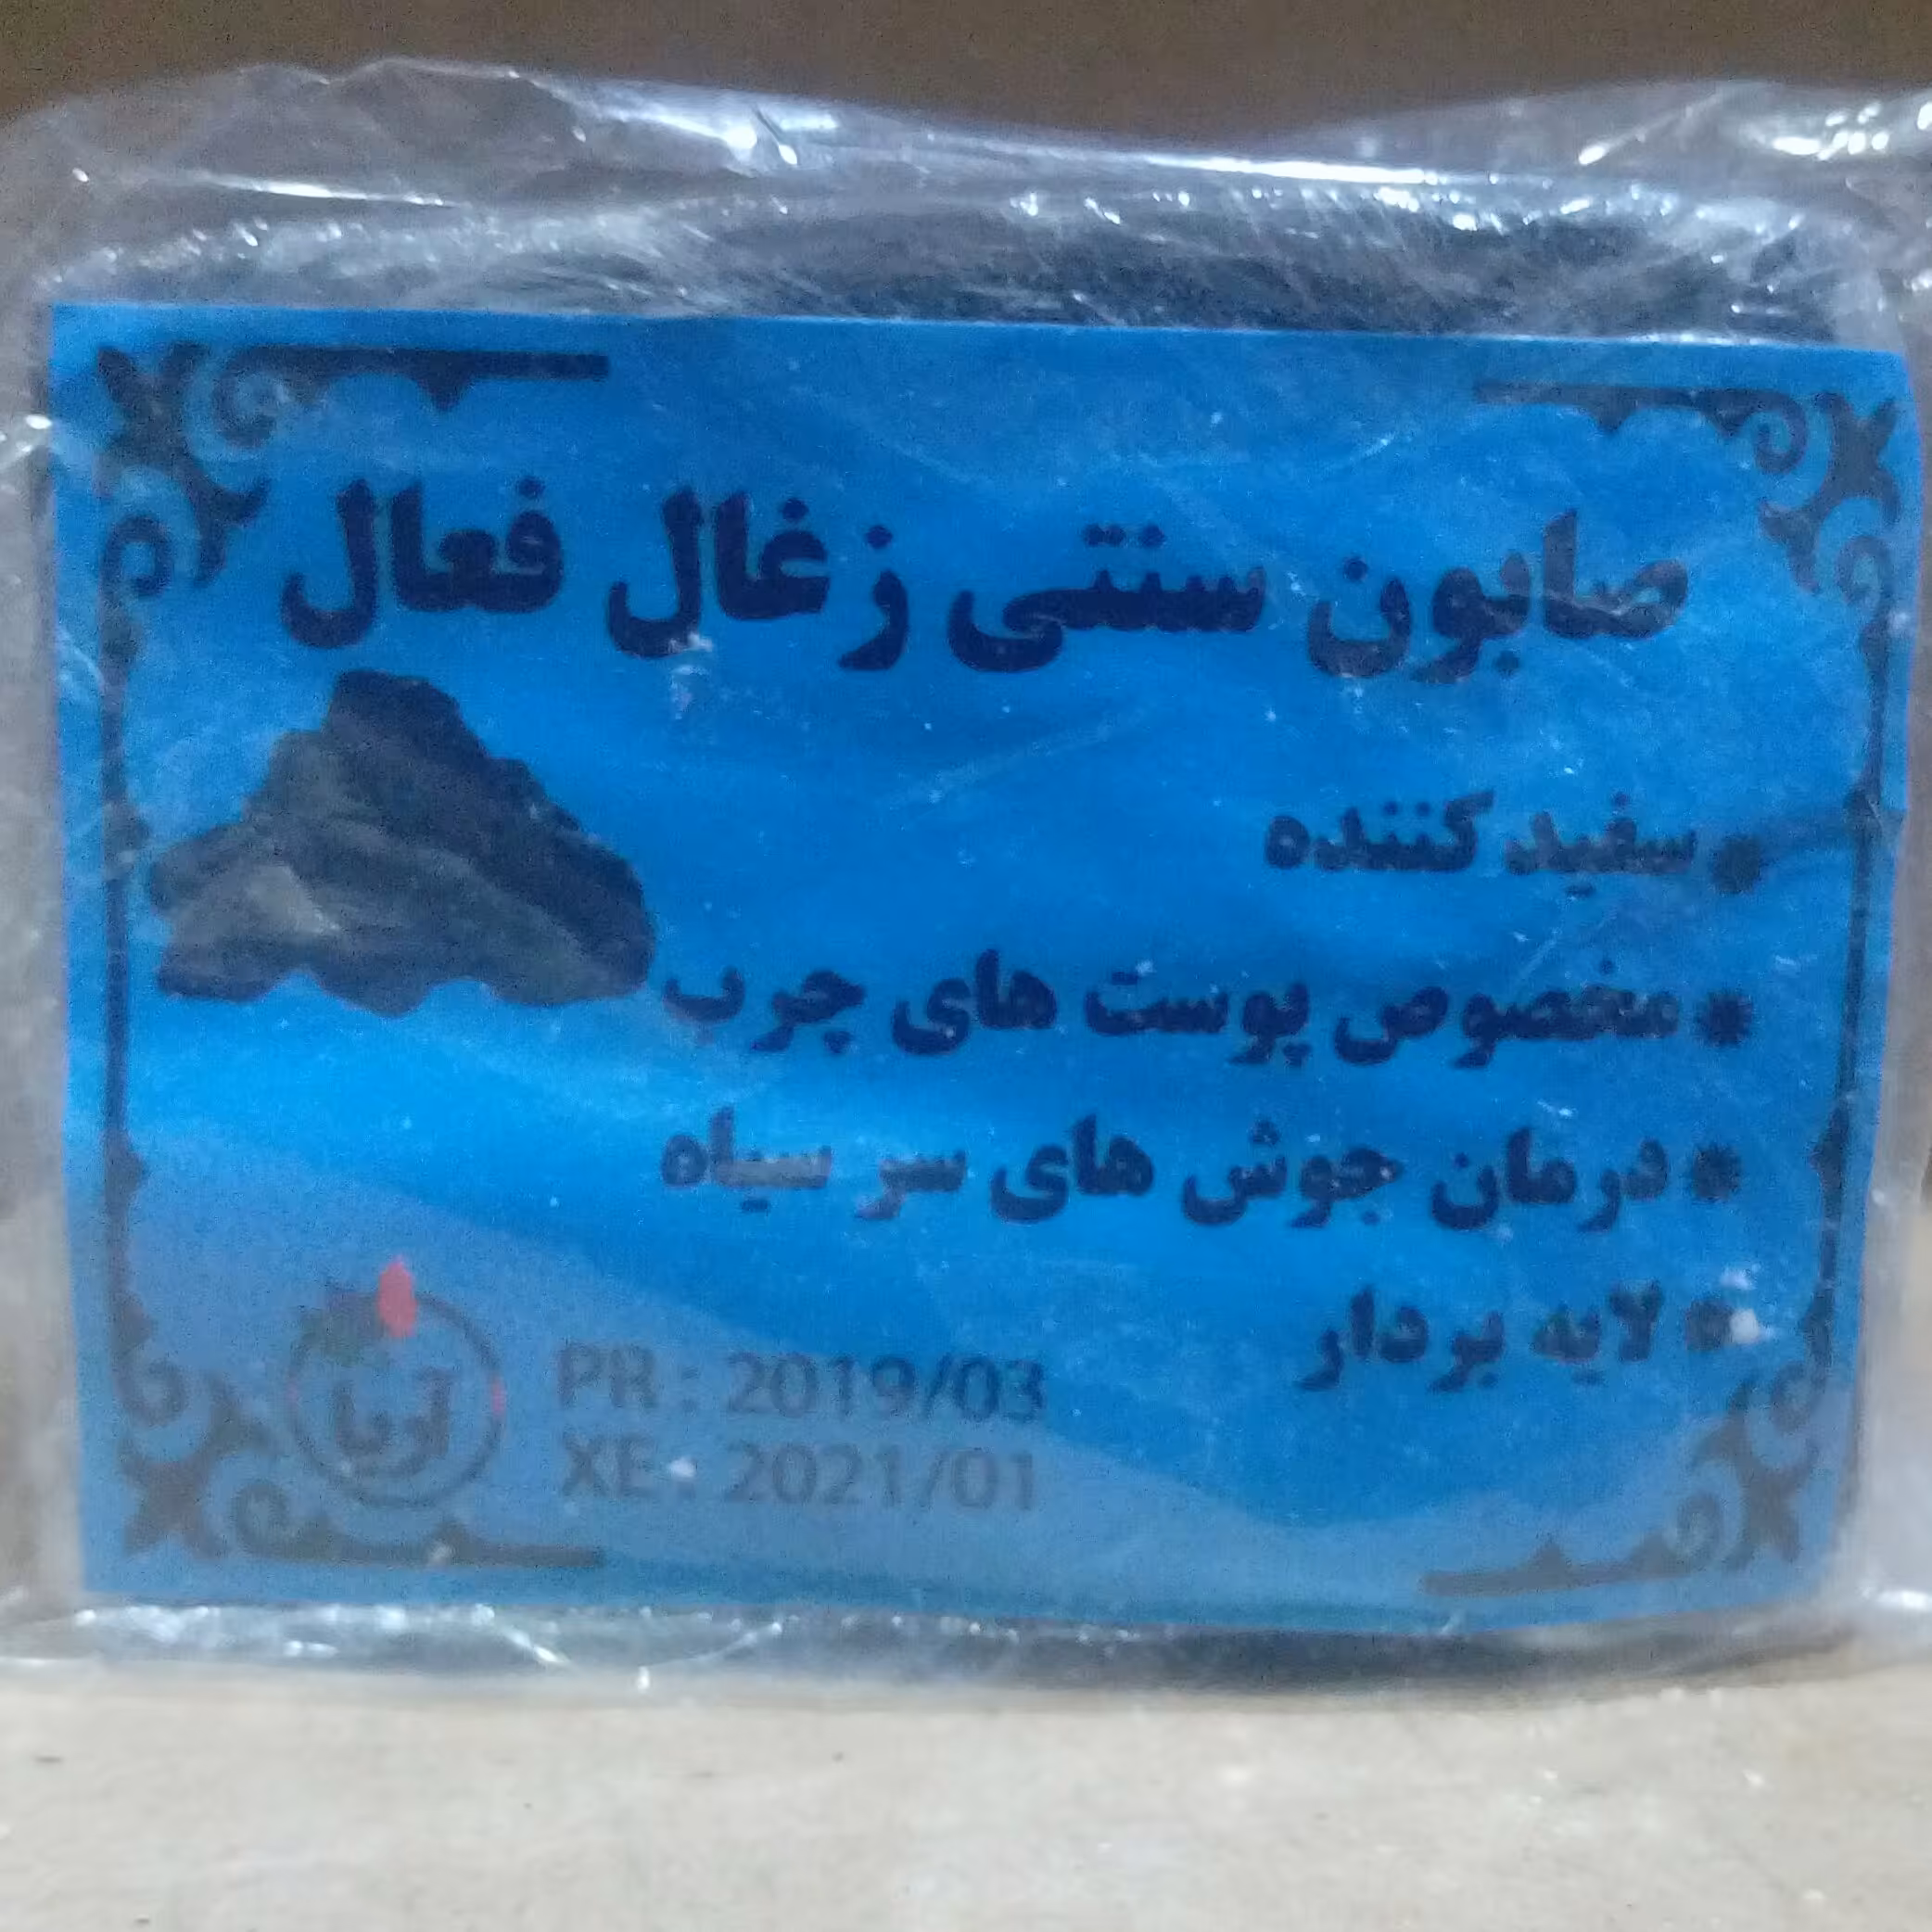 صابون سنتی زغال فعال
* سفید کننده
* مخصوص پوست های چرب
* درمان جوش های سر سیاه
* لایه بردار
PR : 2019/03
XE : 2021/01